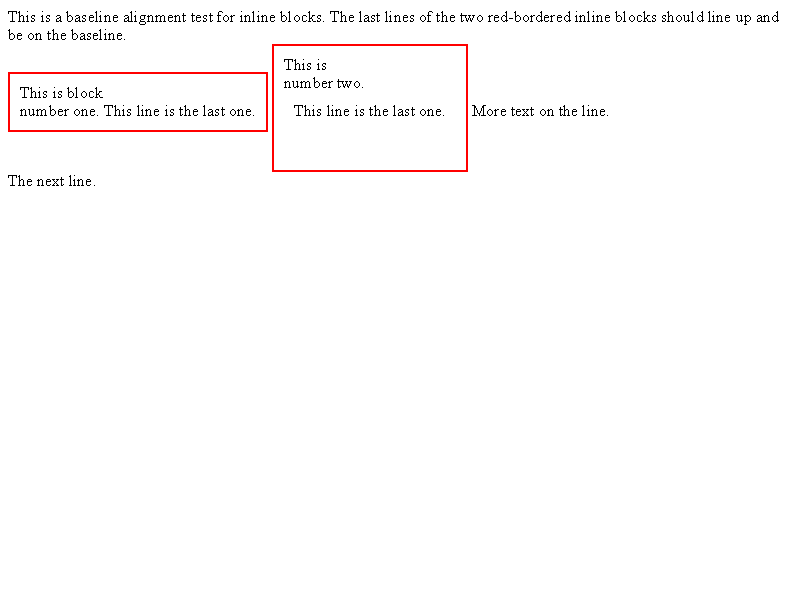 This is a baseline alignment test for inline blocks. The last lines of the two red-bordered inline blocks should line up and
be on the baseline.
This is block
number one. This line is the last one.
This is
number two.
This line is the last one.
More text on the line.
The next line.